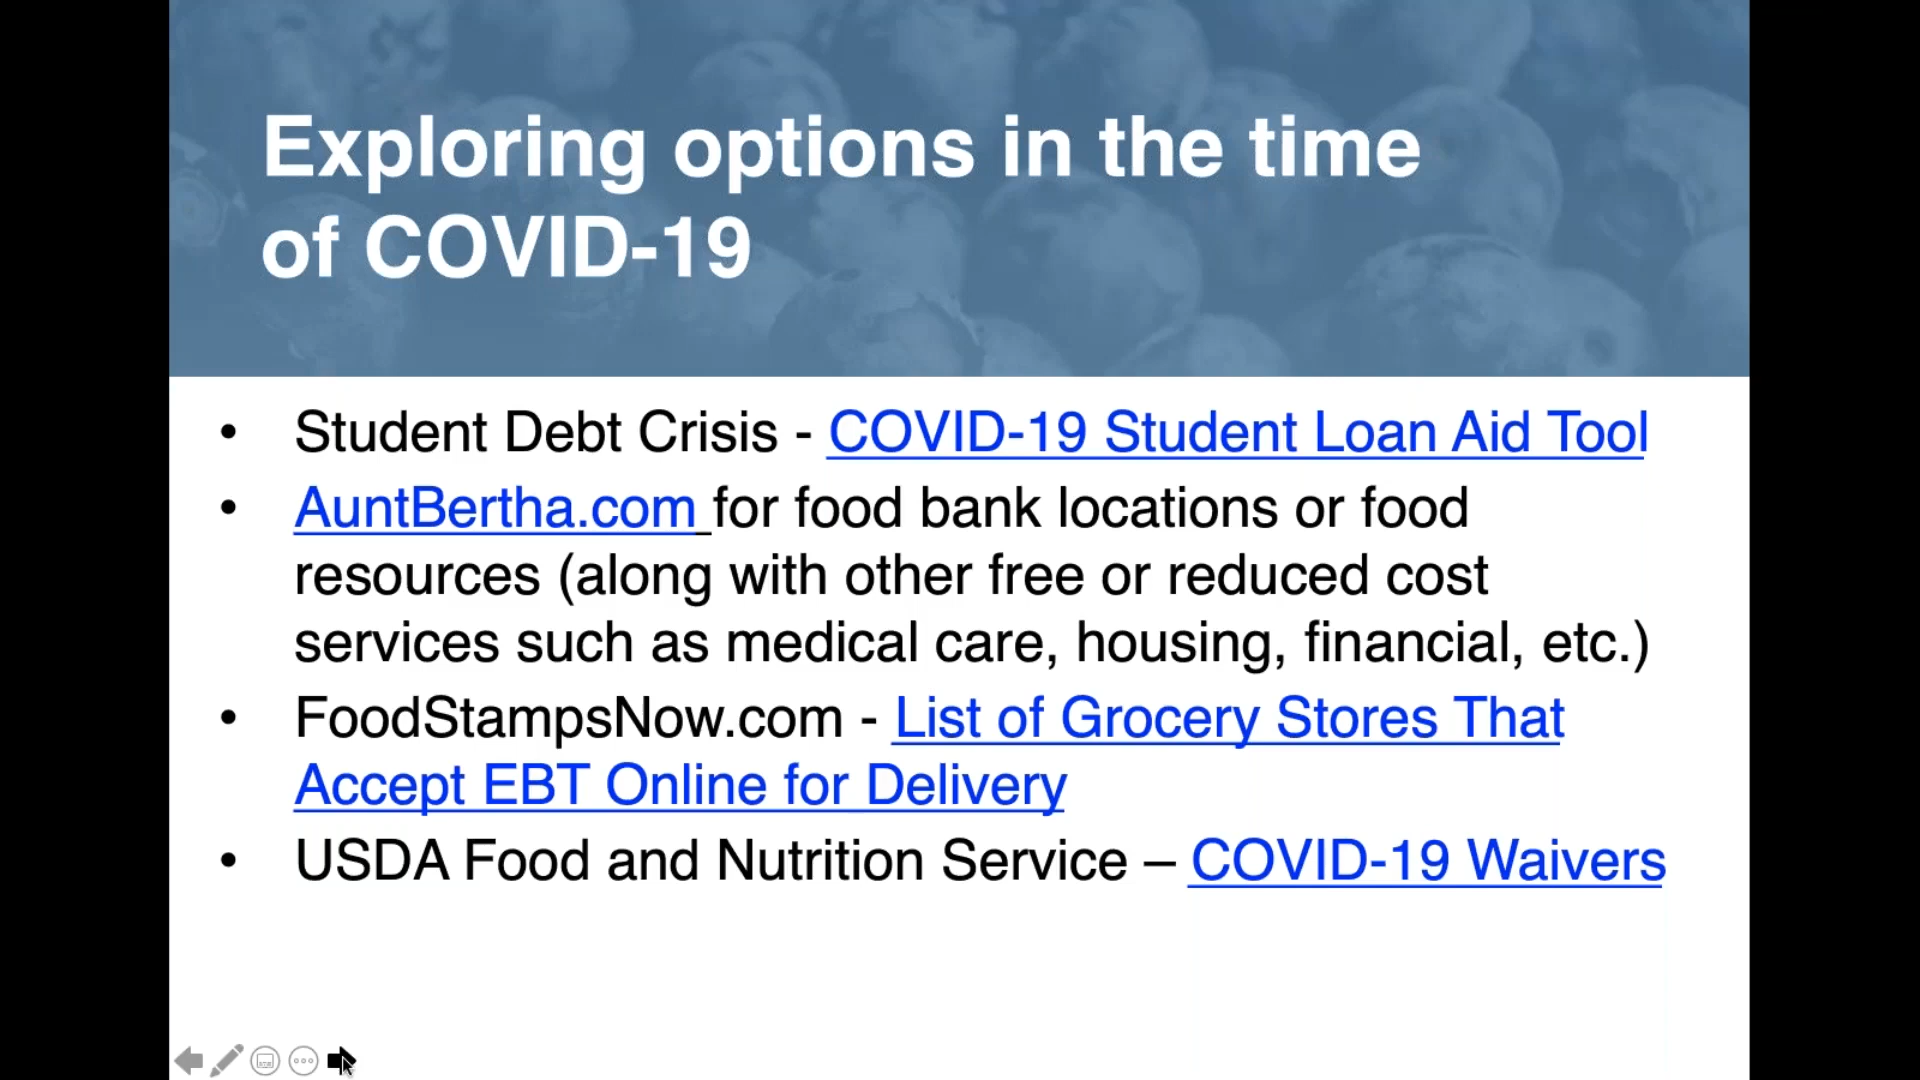 Exploring options in the time
of COVID-19
• Student Debt Crisis - COVID-19 Student Loan Aid Tool
• AuntBertha.com for food bank locations or food
resources (along with other free or reduced cost
services such as medical care, housing, financial, etc.)
• FoodStampsNow.com - List of Grocery Stores That
Accept EBT Online for Delivery
• USDA Food and Nutrition Service – COVID-19 Waivers